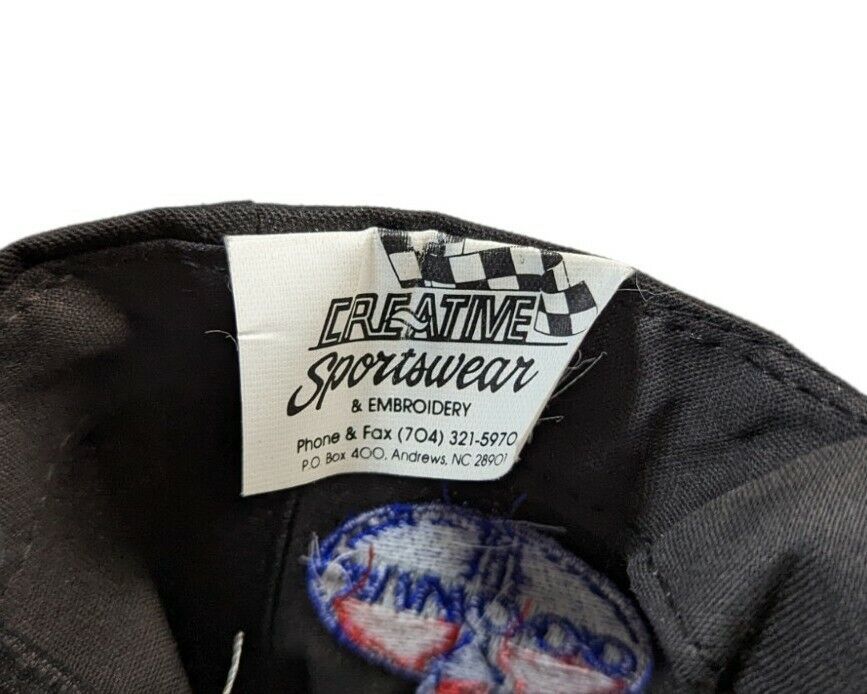 CREATIVE
Sportswear
& EMBROIDERY
Phone & Fax (704) 321-5970
P.O. Box 400, Andrews, NC 28901